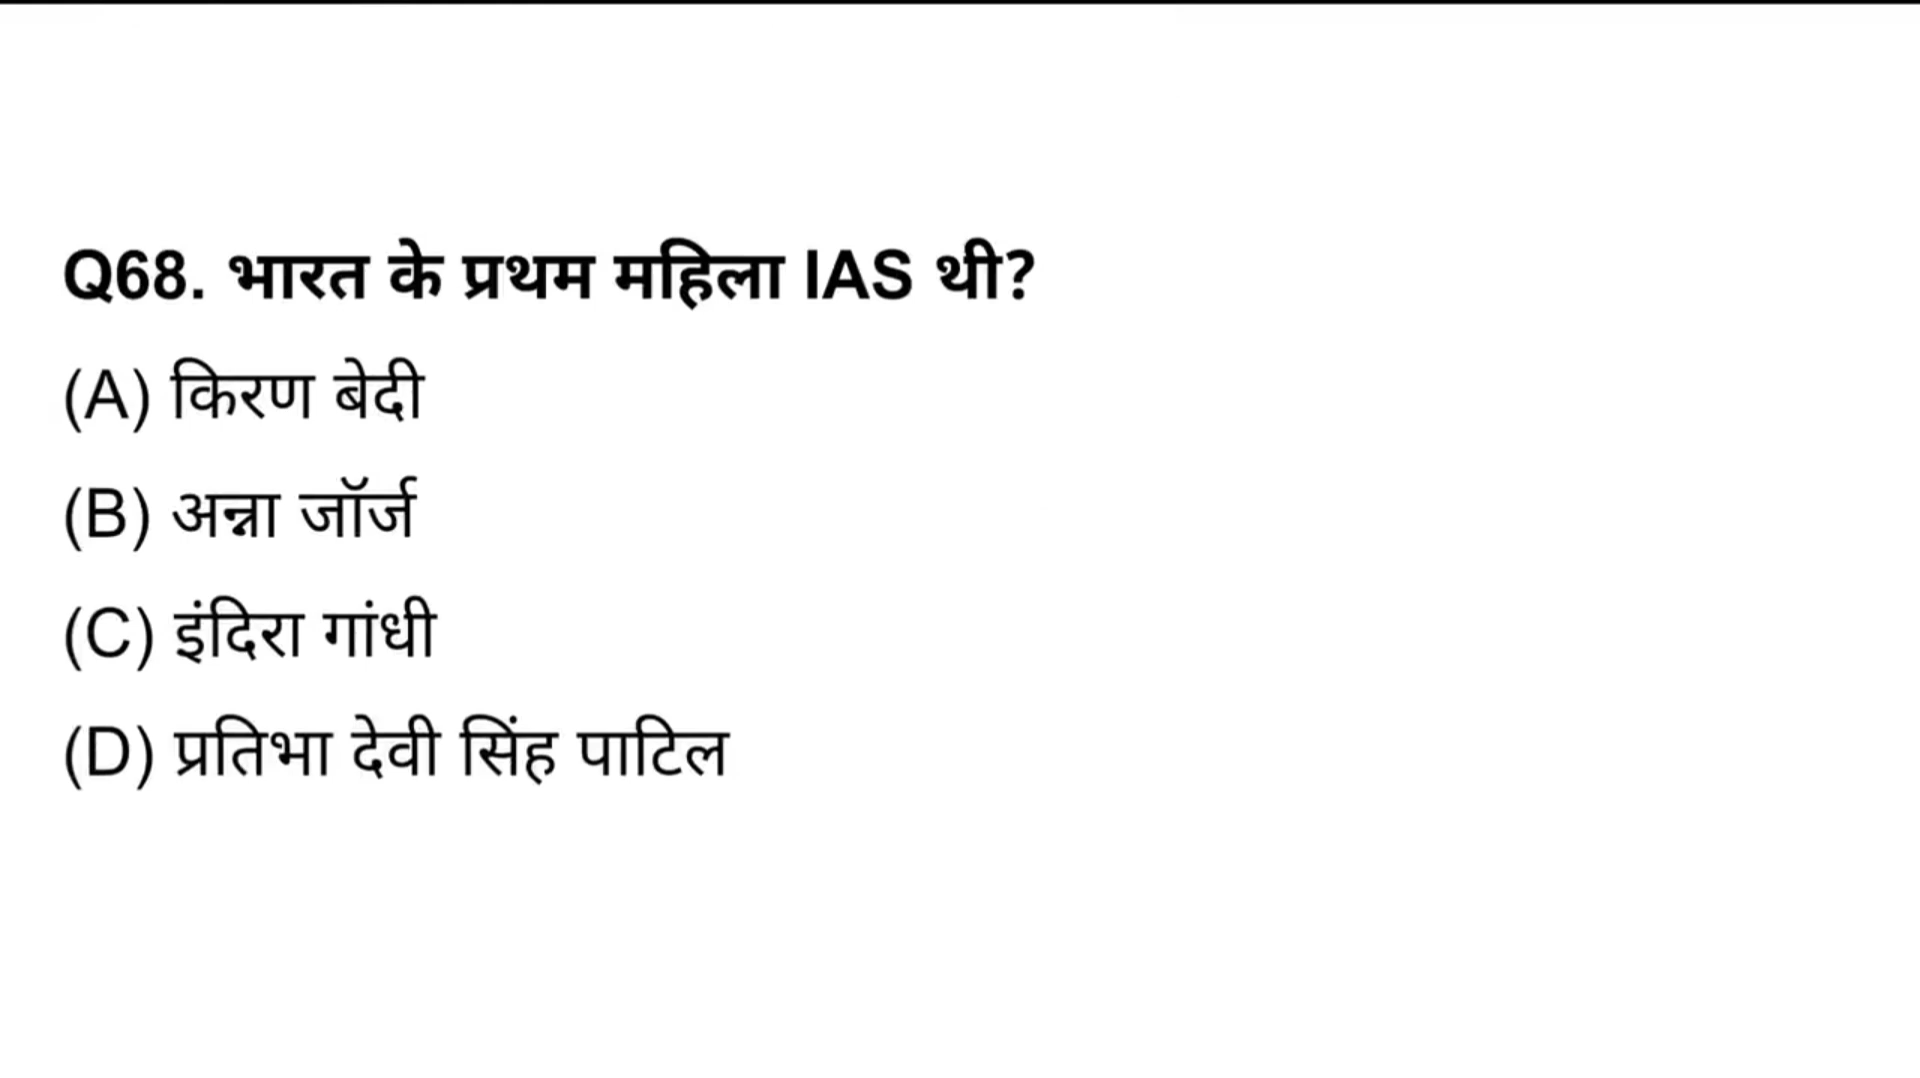 Q68. भारत के प्रथम महिला IAS थी?
(A) किरण बेदी
(B) अन्ना जॉर्ज
(C) इंदिरा गांधी
(D) प्रतिभा देवी सिंह पाटिल